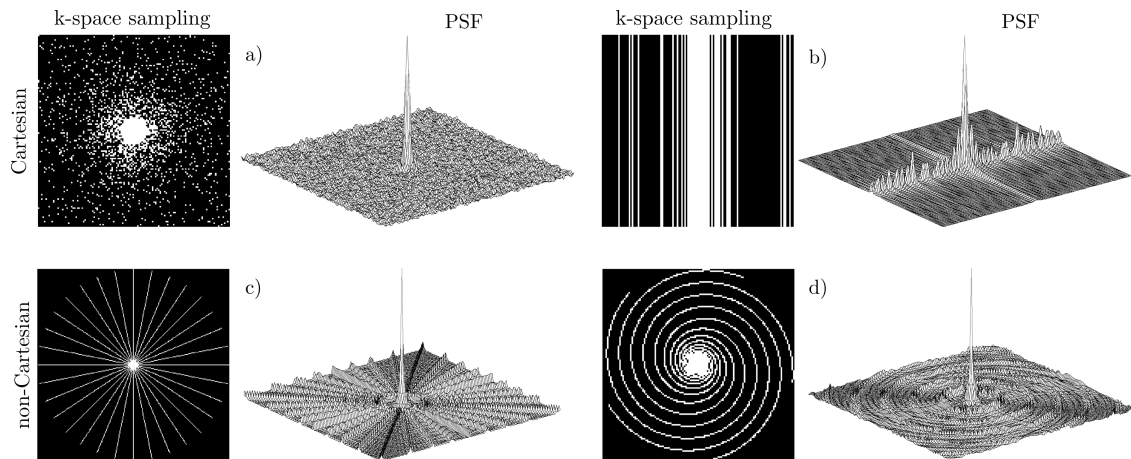 k-space sampling
PSF
k-space sampling
PSF
Cartesian
a)
b)
non-Cartesian
c)
d)